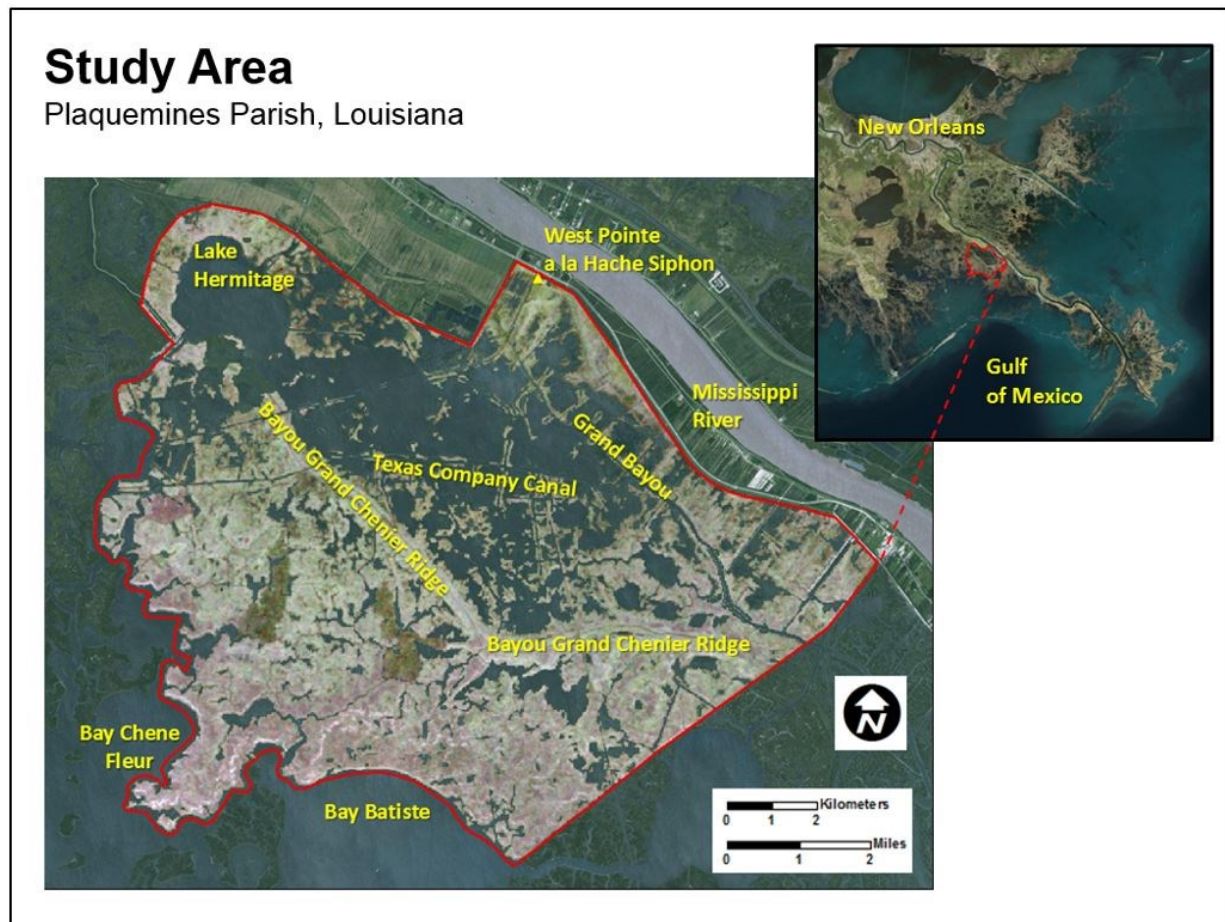 Study Area
Plaquemines Parish, Louisiana
New Orleans
Gulf
of Mexico
West Pointe
a la Hache Siphon
Lake
Hermitage
Mississippi
River
Grand Bayou
Bayou Grand Chenier Ridge
Texas Company Canal
Bayou Grand Chenier Ridge
N
Bay Chene
Fleur
Bay Batiste
Kilometers
0 1 2
Miles
0 1 2